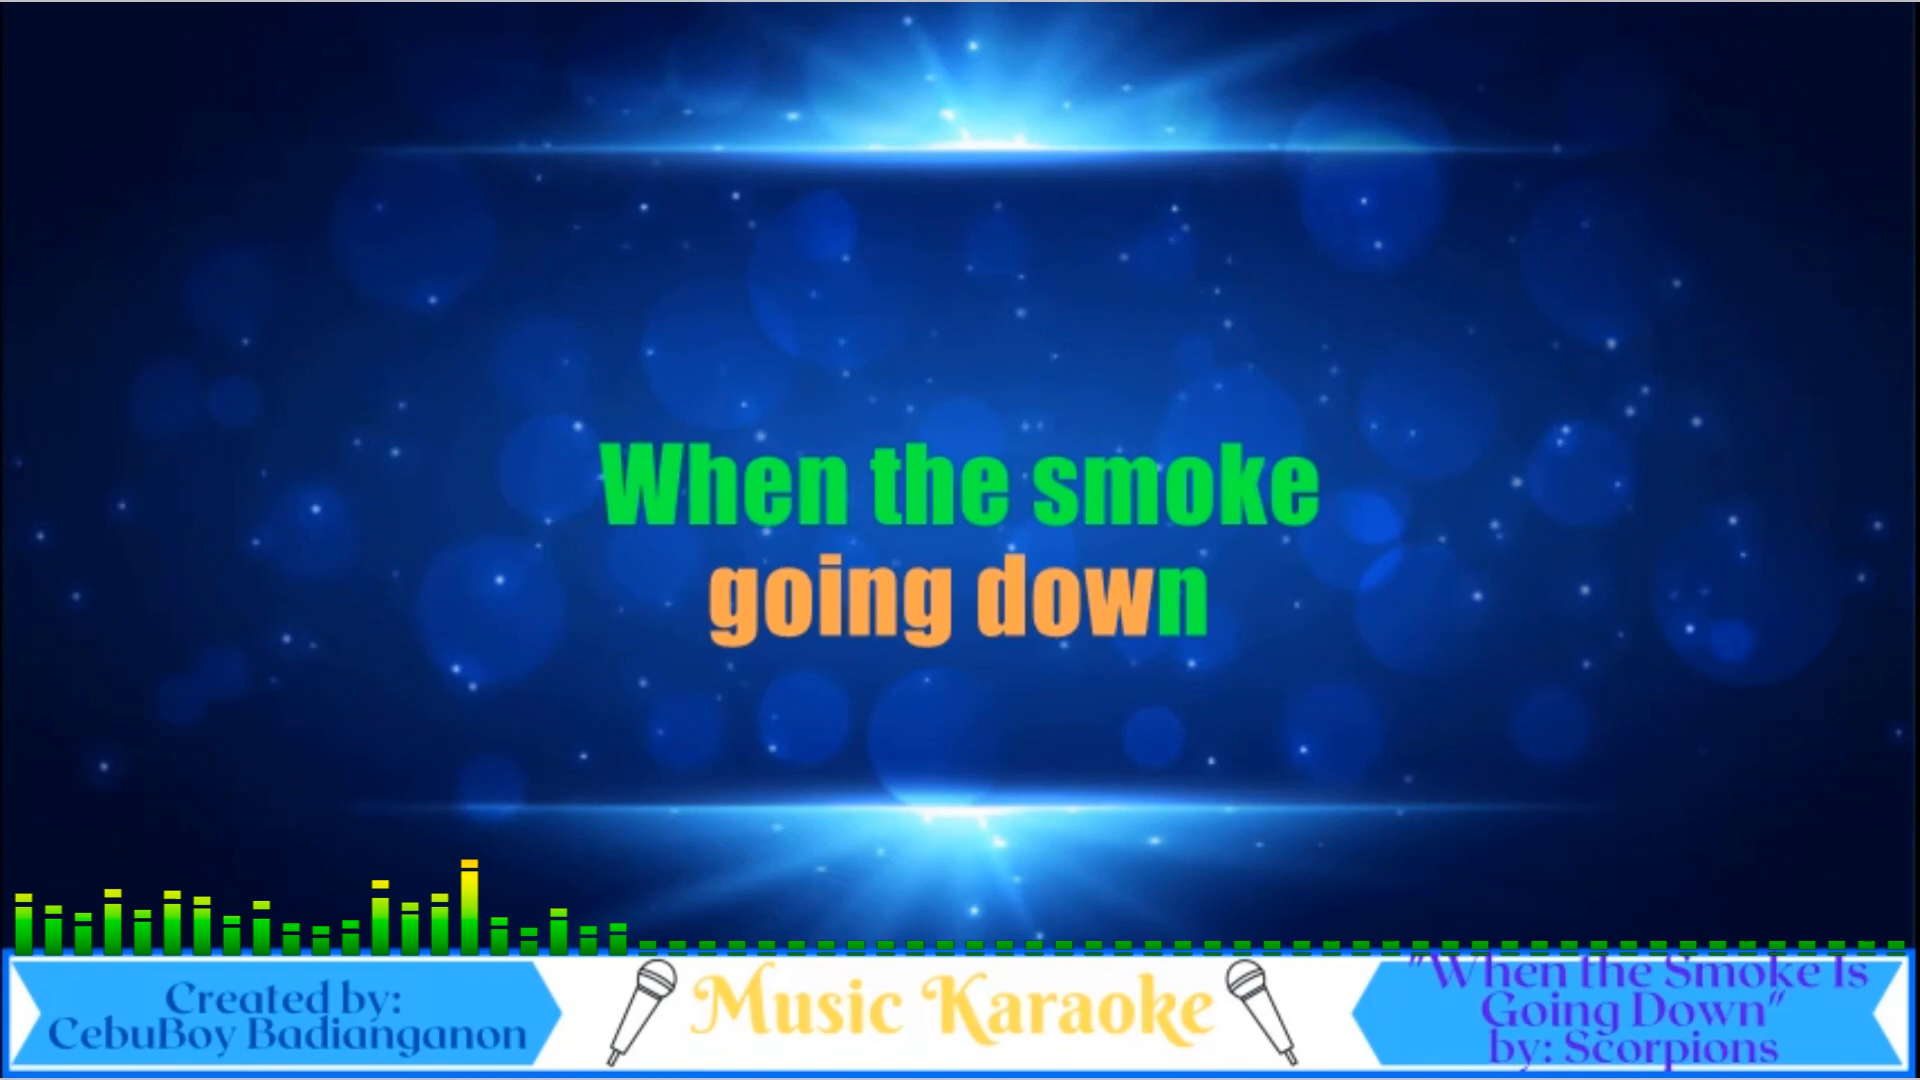 When the smoke
going down
Created by:
CebuBoy Badianganon
Music Karaoke
"When the Smoke Is
Going Down"
by: Scorpions